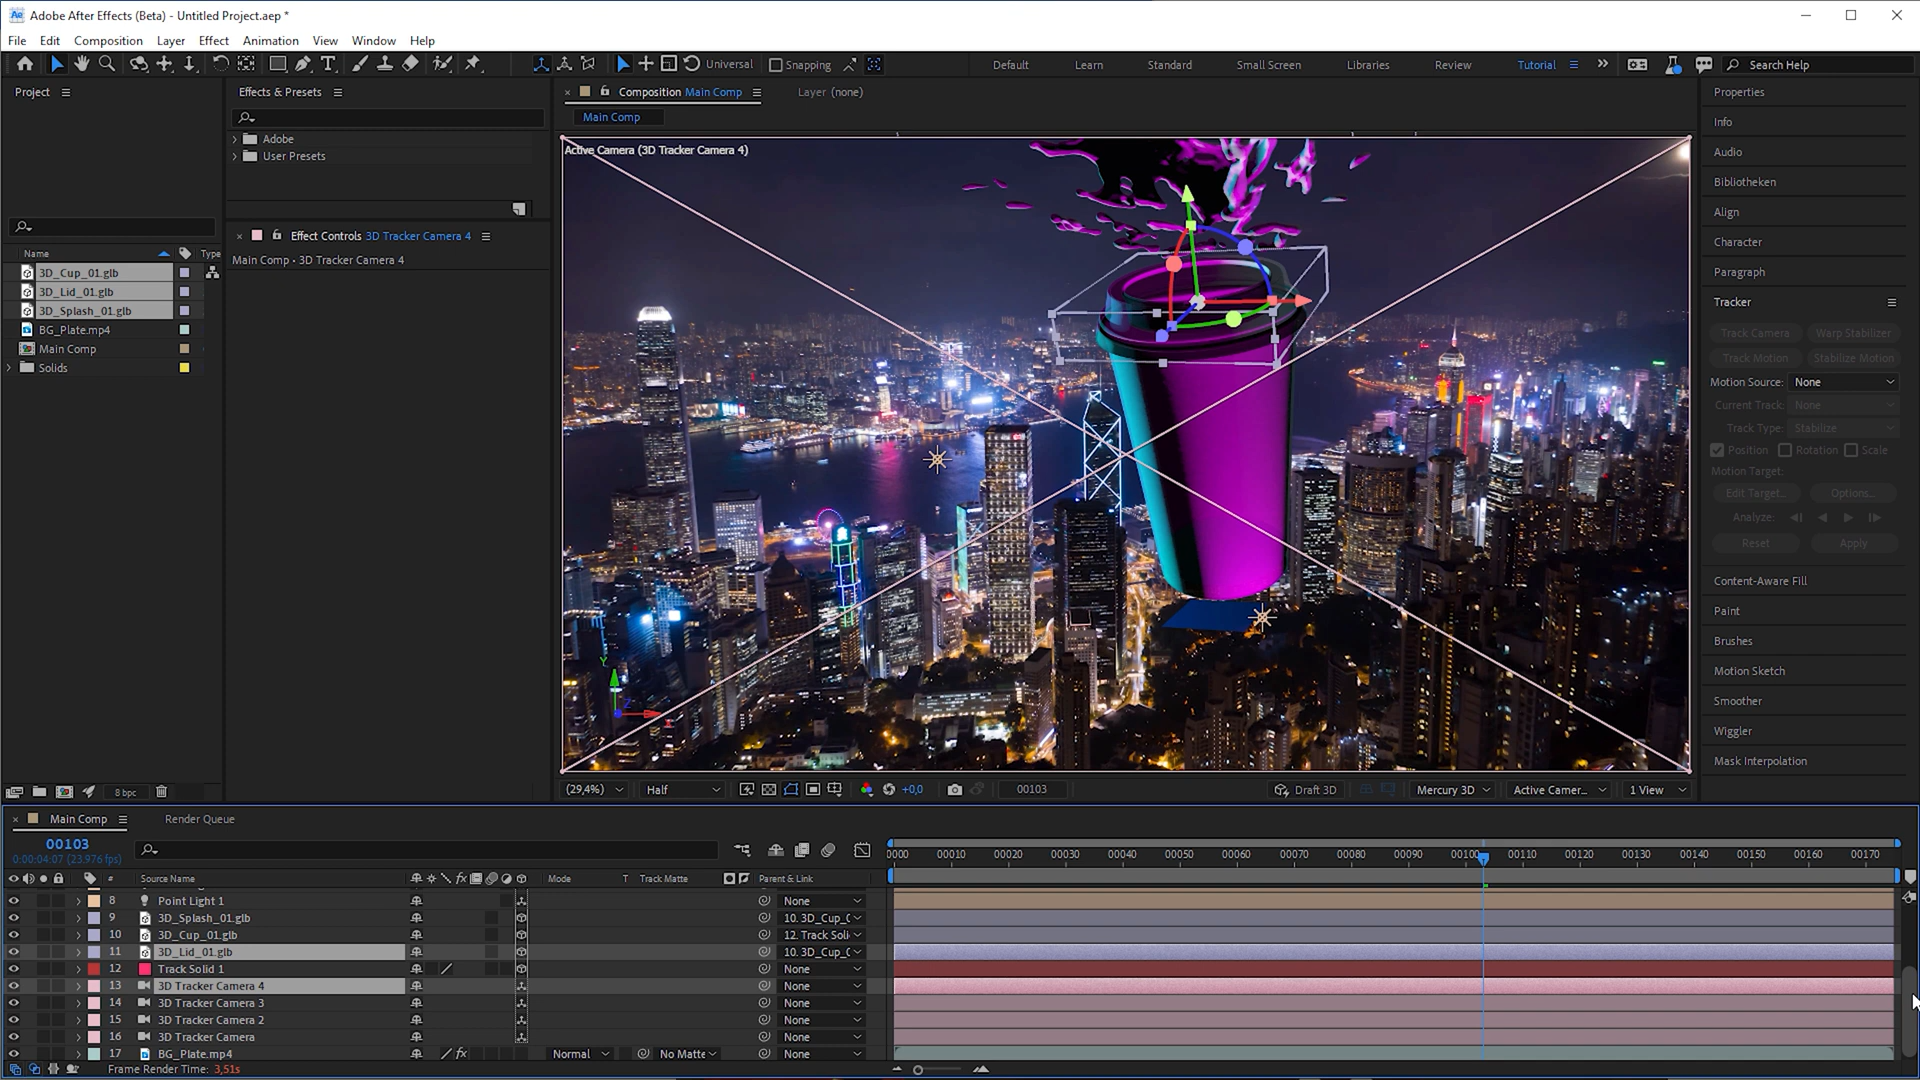 Ae Adobe After Effects (Beta) - Untitled Project.aep *
File Edit Composition Layer Effect Animation View Window Help
Universal Snapping Default Learn Standard Small Screen Libraries Review Tutorial Search Help
Project
Name Type
3D_Cup_01.glb
3D_Lid_01.glb
3D_Splash_01.glb
BG_Plate.mp4
Main Comp
Solids
8 bpc
Effects & Presets
Adobe
User Presets
Effect Controls 3D Tracker Camera 4
Main Comp • 3D Tracker Camera 4
Composition Main Comp Layer (none)
Main Comp
Active Camera (3D Tracker Camera 4)
Y
Z
(29,4%) Half +0,0 00103 Draft 3D Mercury 3D Active Camer... 1 View
Properties
Info
Audio
Bibliotheken
Align
Character
Paragraph
Tracker
Track Camera Warp Stabilizer
Track Motion Stabilize Motion
Motion Source: None
Current Track: None
Track Type: Stabilize
Position Rotation Scale
Motion Target:
Edit Target... Options...
Analyze:
Reset Apply
Content-Aware Fill
Paint
Brushes
Motion Sketch
Smoother
Wiggler
Mask Interpolation
Main Comp Render Queue
00103
0:00:04:07 (23.976 fps)
0000 00010 00020 00030 00040 00050 00060 00070 00080 00090 00100 00110 00120 00130 00140 00150 00160 00170
# Source Name fx Mode T Track Matte Parent & Link
8 Point Light 1 None
9 3D_Splash_01.glb 10. 3D_Cup_0
10 3D_Cup_01.glb 12. Track Soli
11 3D_Lid_01.glb 10. 3D_Cup_0
12 Track Solid 1 None
13 3D Tracker Camera 4 None
14 3D Tracker Camera 3 None
15 3D Tracker Camera 2 None
16 3D Tracker Camera None
17 BG_Plate.mp4 fx Normal No Matte None
Frame Render Time: 3,51s